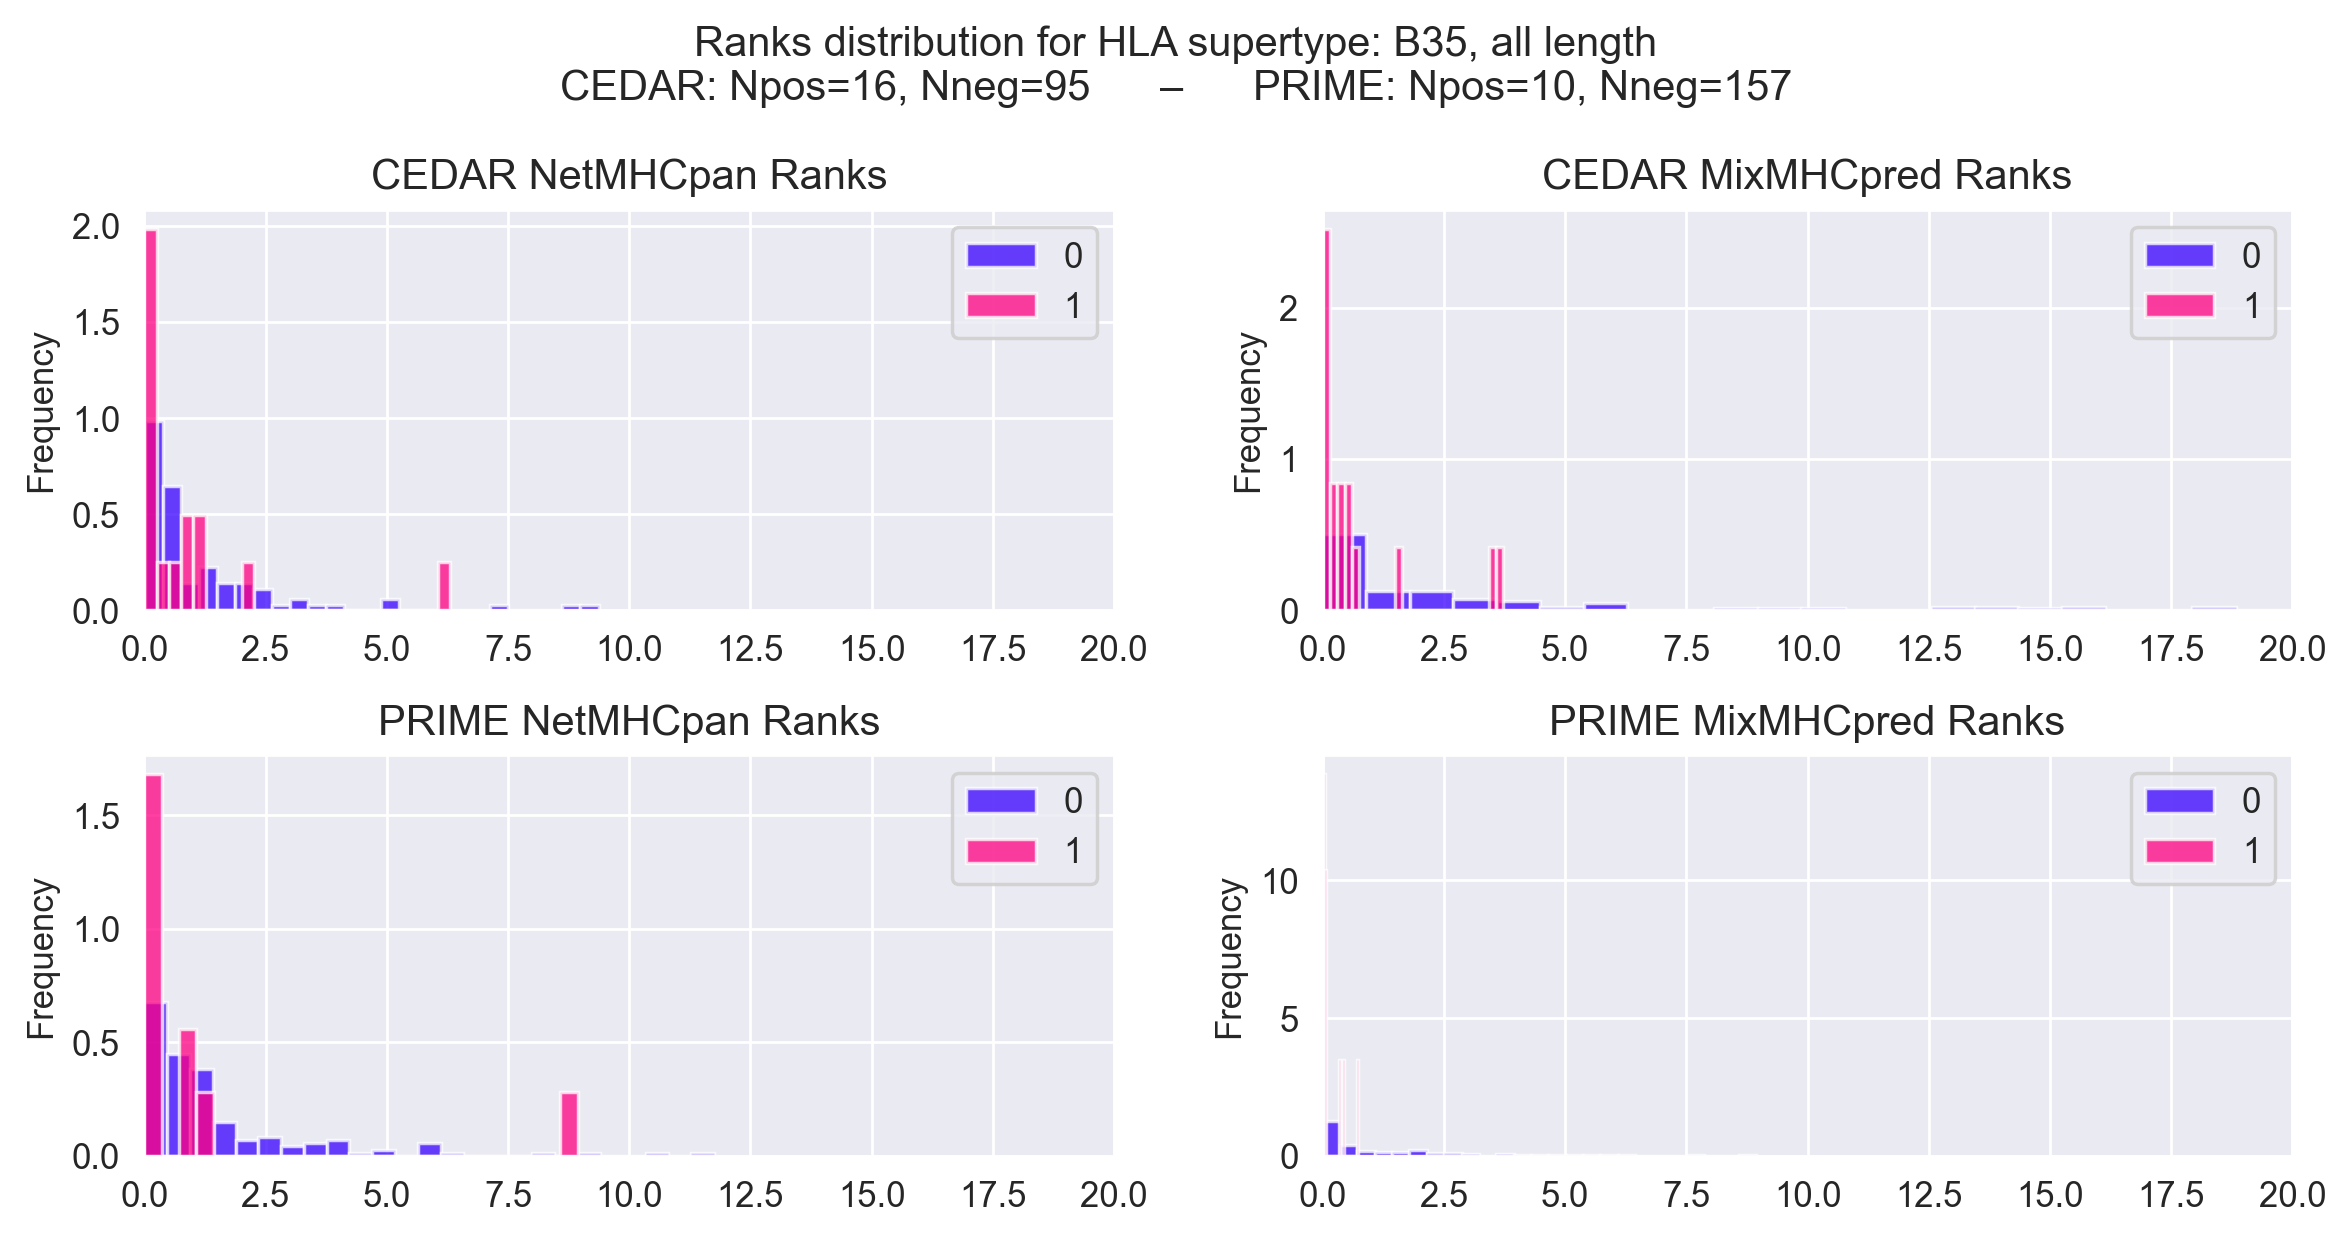 Ranks distribution for HLA supertype: B35, all length
CEDAR: Npos=16, Nneg=95 – PRIME: Npos=10, Nneg=157
CEDAR NetMHCpan Ranks
2.0
1.5
1.0
0.5
0.0
Frequency
0
1
0.0 2.5 5.0 7.5 10.0 12.5 15.0 17.5 20.0
CEDAR MixMHCpred Ranks
2
1
0
Frequency
0
1
0.0 2.5 5.0 7.5 10.0 12.5 15.0 17.5 20.0
PRIME NetMHCpan Ranks
1.5
1.0
0.5
0.0
Frequency
0
1
0.0 2.5 5.0 7.5 10.0 12.5 15.0 17.5 20.0
PRIME MixMHCpred Ranks
10
5
0
Frequency
0
1
0.0 2.5 5.0 7.5 10.0 12.5 15.0 17.5 20.0